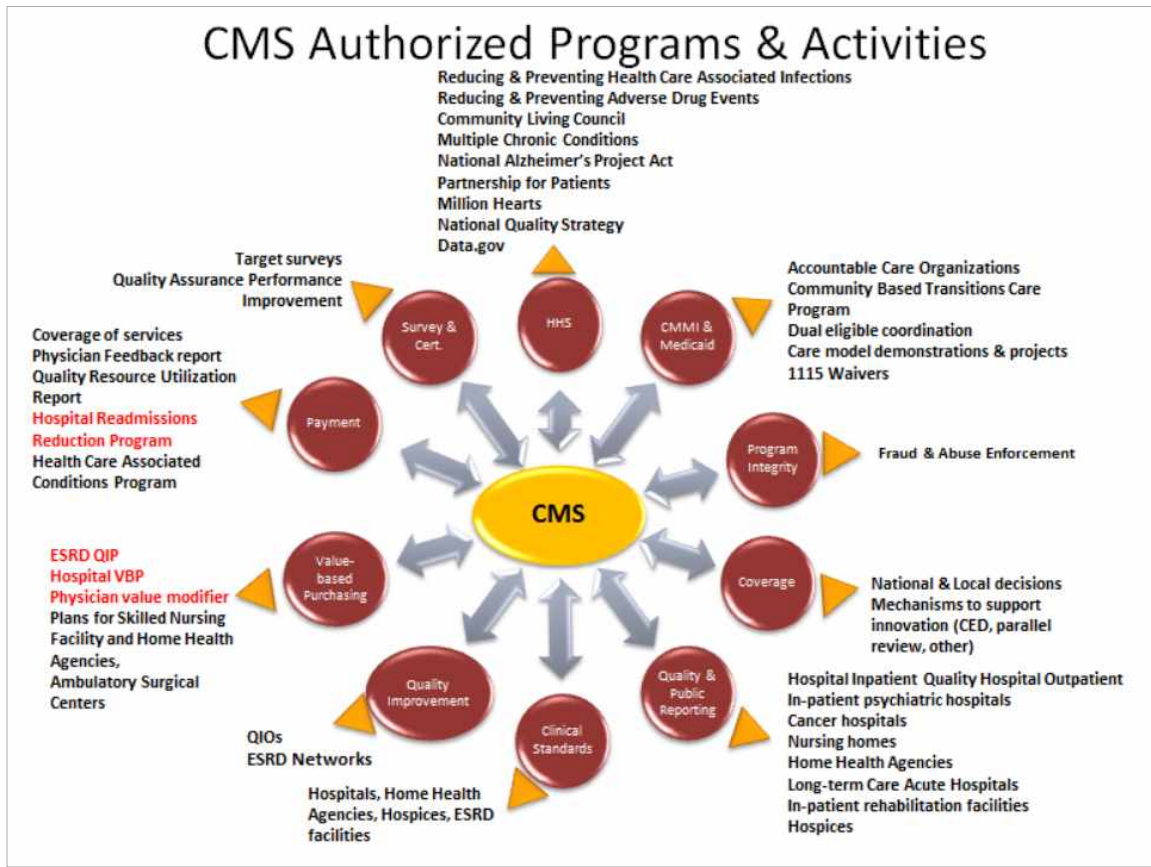 CMS Authorized Programs & Activities
Reducing & Preventing Health Care Associated Infections
Reducing & Preventing Adverse Drug Events
Community Living Council
Multiple Chronic Conditions
National Alzheimer's Project Act
Partnership for Patients
Million Hearts
National Quality Strategy
Data.gov
HHS
Target surveys
Quality Assurance Performance
Improvement
Survey &
Cert.
Accountable Care Organizations
Community Based Transitions Care
Program
Dual eligible coordination
Care model demonstrations & projects
1115 Waivers
CMMI &
Medicaid
Coverage of services
Physician Feedback report
Quality Resource Utilization
Report
Hospital Readmissions
Reduction Program
Health Care Associated
Conditions Program
Payment
Program
Integrity
Fraud & Abuse Enforcement
CMS
ESRD QIP
Hospital VBP
Physician value modifier
Plans for Skilled Nursing
Facility and Home Health
Agencies,
Ambulatory Surgical
Centers
Value-
based
Purchasing
Coverage
National & Local decisions
Mechanisms to support
innovation (CED, parallel
review, other)
Quality
Improvement
QIOs
ESRD Networks
Clinical
Standards
Hospitals, Home Health
Agencies, Hospices, ESRD
facilities
Quality &
Public
Reporting
Hospital Inpatient Quality Hospital Outpatient
In-patient psychiatric hospitals
Cancer hospitals
Nursing homes
Home Health Agencies
Long-term Care Acute Hospitals
In-patient rehabilitation facilities
Hospices